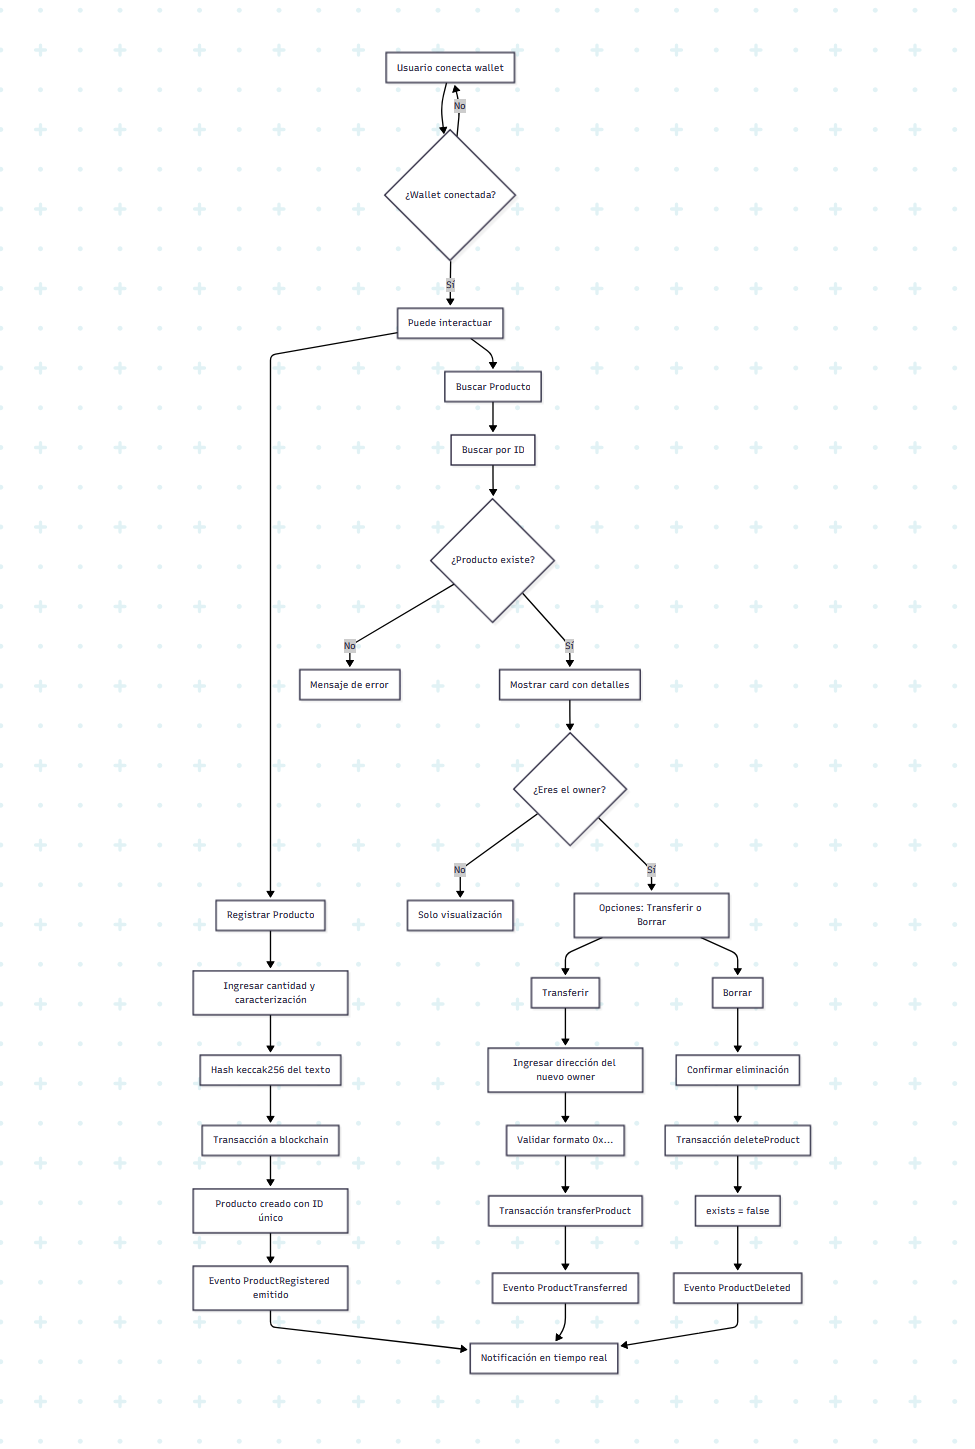 Usuario conecta wallet
No
¿Wallet conectada?
Sí
Puede interactuar
Buscar Producto
Buscar por ID
¿Producto existe?
No
Sí
Mensaje de error
Mostrar card con detalles
¿Eres el owner?
No
Sí
Registrar Producto
Solo visualización
Opciones: Transferir o
Borrar
Ingresar cantidad y
caracterización
Transferir
Borrar
Hash keccak256 del texto
Ingresar dirección del
nuevo owner
Confirmar eliminación
Transacción a blockchain
Validar formato 0x...
Transacción deleteProduct
Producto creado con ID
único
Transacción transferProduct
exists = false
Evento ProductRegistered
emitido
Evento ProductTransferred
Evento ProductDeleted
Notificación en tiempo real